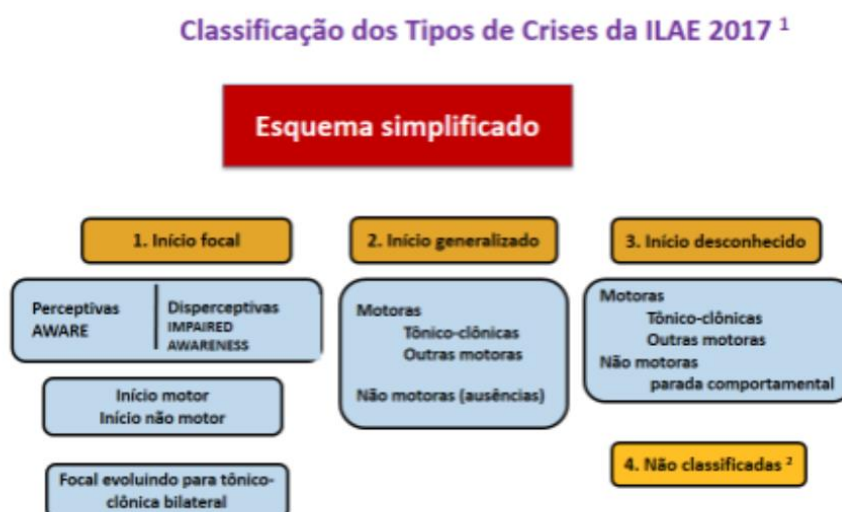 Classificação dos Tipos de Crises da ILAE 2017 ¹
Esquema simplificado
1. Início focal
Perceptivas
AWARE
Disperceptivas
IMPAIRED
AWARENESS
Início motor
Início não motor
Focal evoluindo para tônico-
clônica bilateral
2. Início generalizado
Motoras
Tônico-clônicas
Outras motoras
Não motoras (ausências)
3. Início desconhecido
Motoras
Tônico-clônicas
Outras motoras
Não motoras
parada comportamental
4. Não classificadas ²